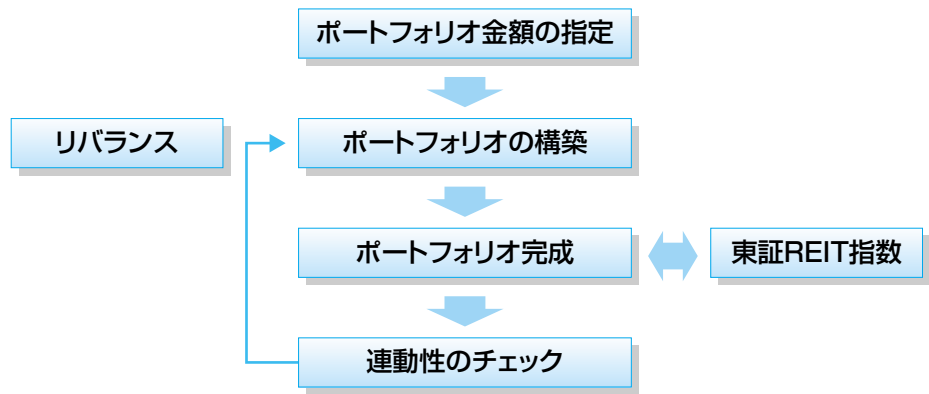 ポートフォリオ金額の指定
リバランス
ポートフォリオの構築
ポートフォリオ完成
東証REIT指数
連動性のチェック